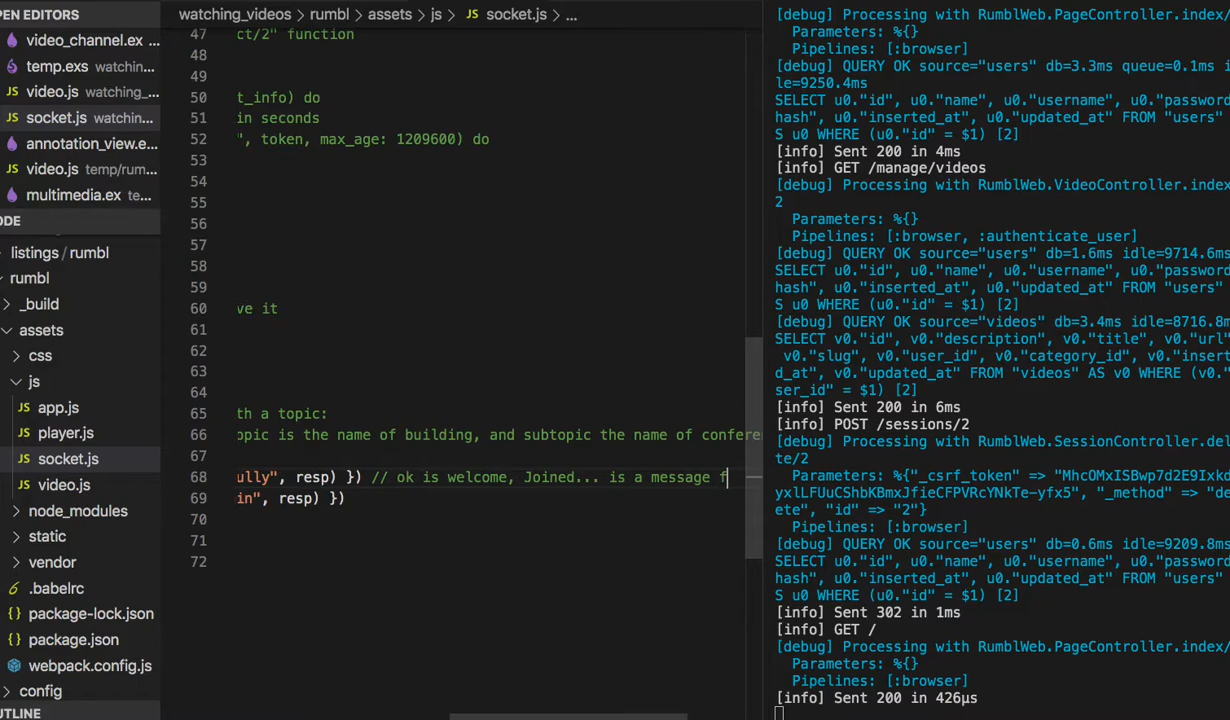 PEN EDITORS
video_channel.ex ...
temp.exs watchin...
video.js watching_...
JS socket.js watchin...
annotation_view.e...
JS video.js temp/rum...
multimedia.ex te...
ODE
listings / rumbl
rumbl
_build
assets
css
js
JS app.js
JS player.js
JS socket.js
JS video.js
node_modules
static
vendor
.babelrc
{} package-lock.json
{} package.json
webpack.config.js
config
UTLINE
watching_videos > rumbl > assets > js > JS socket.js > ...
47 ct/2" function
48
49
50 t_info) do
51 in seconds
52 ", token, max_age: 1209600) do
53
54
55
56
57
58
59
60 ve it
61
62
63
64
65 th a topic:
66 opic is the name of building, and subtopic the name of confere
67
68 ully", resp) }) // ok is welcome, Joined... is a message f
69 in", resp) })
70
71
72
[debug] Processing with RumblWeb.PageController.index/
Parameters: %{}
Pipelines: [:browser]
[debug] QUERY OK source="users" db=3.3ms queue=0.1ms i
le=9250.4ms
SELECT u0."id", u0."name", u0."username", u0."password
hash", u0."inserted_at", u0."updated_at" FROM "users"
S u0 WHERE (u0."id" = $1) [2]
[info] Sent 200 in 4ms
[info] GET /manage/videos
[debug] Processing with RumblWeb.VideoController.index
2
Parameters: %{}
Pipelines: [:browser, :authenticate_user]
[debug] QUERY OK source="users" db=1.6ms idle=9714.6ms
SELECT u0."id", u0."name", u0."username", u0."password
hash", u0."inserted_at", u0."updated_at" FROM "users"
S u0 WHERE (u0."id" = $1) [2]
[debug] QUERY OK source="videos" db=3.4ms idle=8716.8m
SELECT v0."id", v0."description", v0."title", v0."url"
v0."slug", v0."user_id", v0."category_id", v0."insert
d_at", v0."updated_at" FROM "videos" AS v0 WHERE (v0."
ser_id" = $1) [2]
[info] Sent 200 in 6ms
[info] POST /sessions/2
[debug] Processing with RumblWeb.SessionController.del
te/2
Parameters: %{"_csrf_token" => "MhcOMxISBwp7d2E9Ixkd
yxlLFUuCShbKBmxJfieCFPVRcYNkTe-yfx5", "_method" => "de
ete", "id" => "2"}
Pipelines: [:browser]
[debug] QUERY OK source="users" db=0.6ms idle=9209.8ms
SELECT u0."id", u0."name", u0."username", u0."password
hash", u0."inserted_at", u0."updated_at" FROM "users"
S u0 WHERE (u0."id" = $1) [2]
[info] Sent 302 in 1ms
[info] GET /
[debug] Processing with RumblWeb.PageController.index/
Parameters: %{}
Pipelines: [:browser]
[info] Sent 200 in 426µs